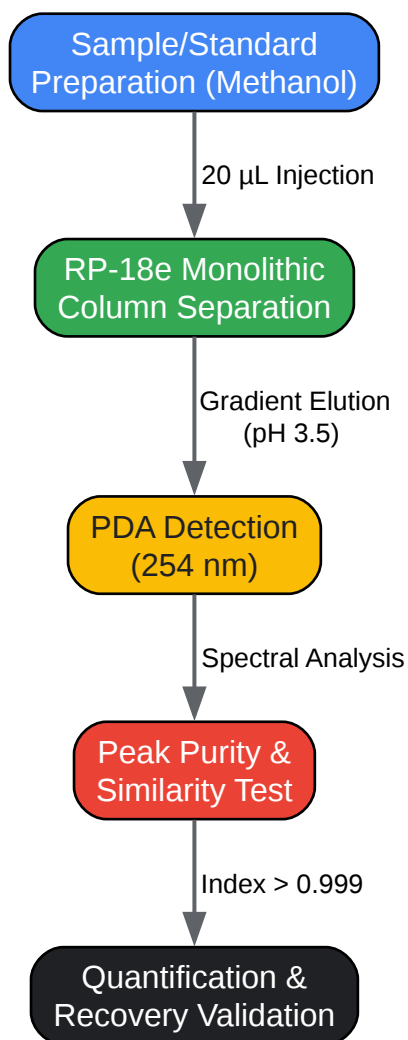 Sample/Standard
Preparation (Methanol)
20 µL Injection
RP-18e Monolithic
Column Separation
Gradient Elution
(pH 3.5)
PDA Detection
(254 nm)
Spectral Analysis
Peak Purity &
Similarity Test
Index > 0.999
Quantification &
Recovery Validation